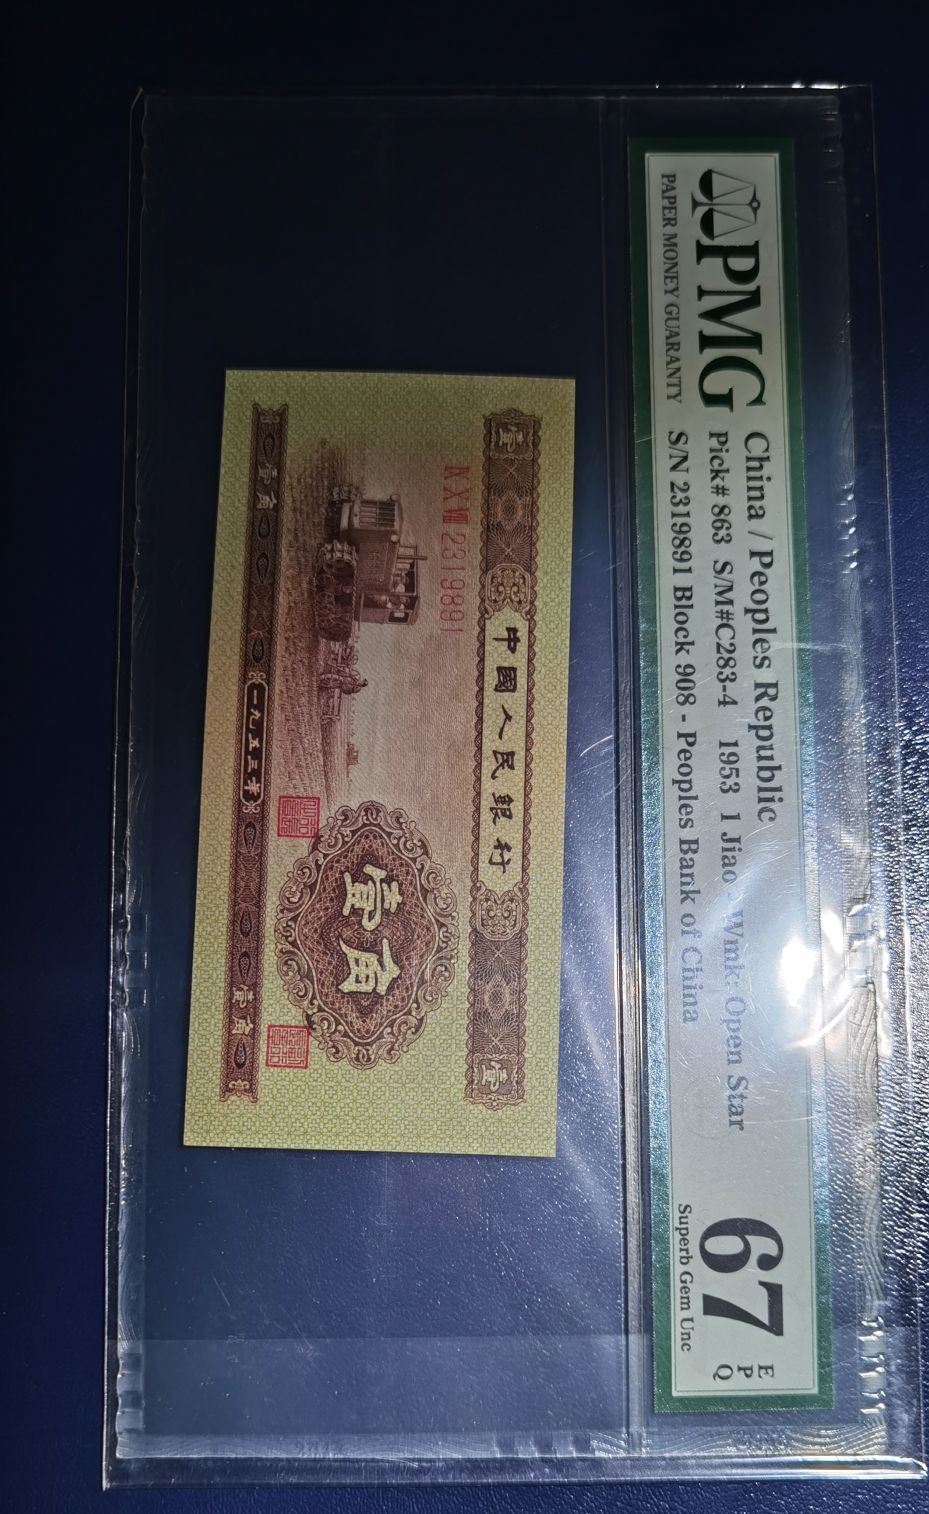 PMG
PAPER MONEY GUARANTY
China / Peoples Republic
Pick# 863 S/M#C283-4 1953 1 Jiao - Wmk: Open Star
S/N 2319891 Block 908 - Peoples Bank of China
67
EPQ
Superb Gem Unc
壹
中國人民銀行
壹
2319891
壹角
壹角
一九五三年
壹角